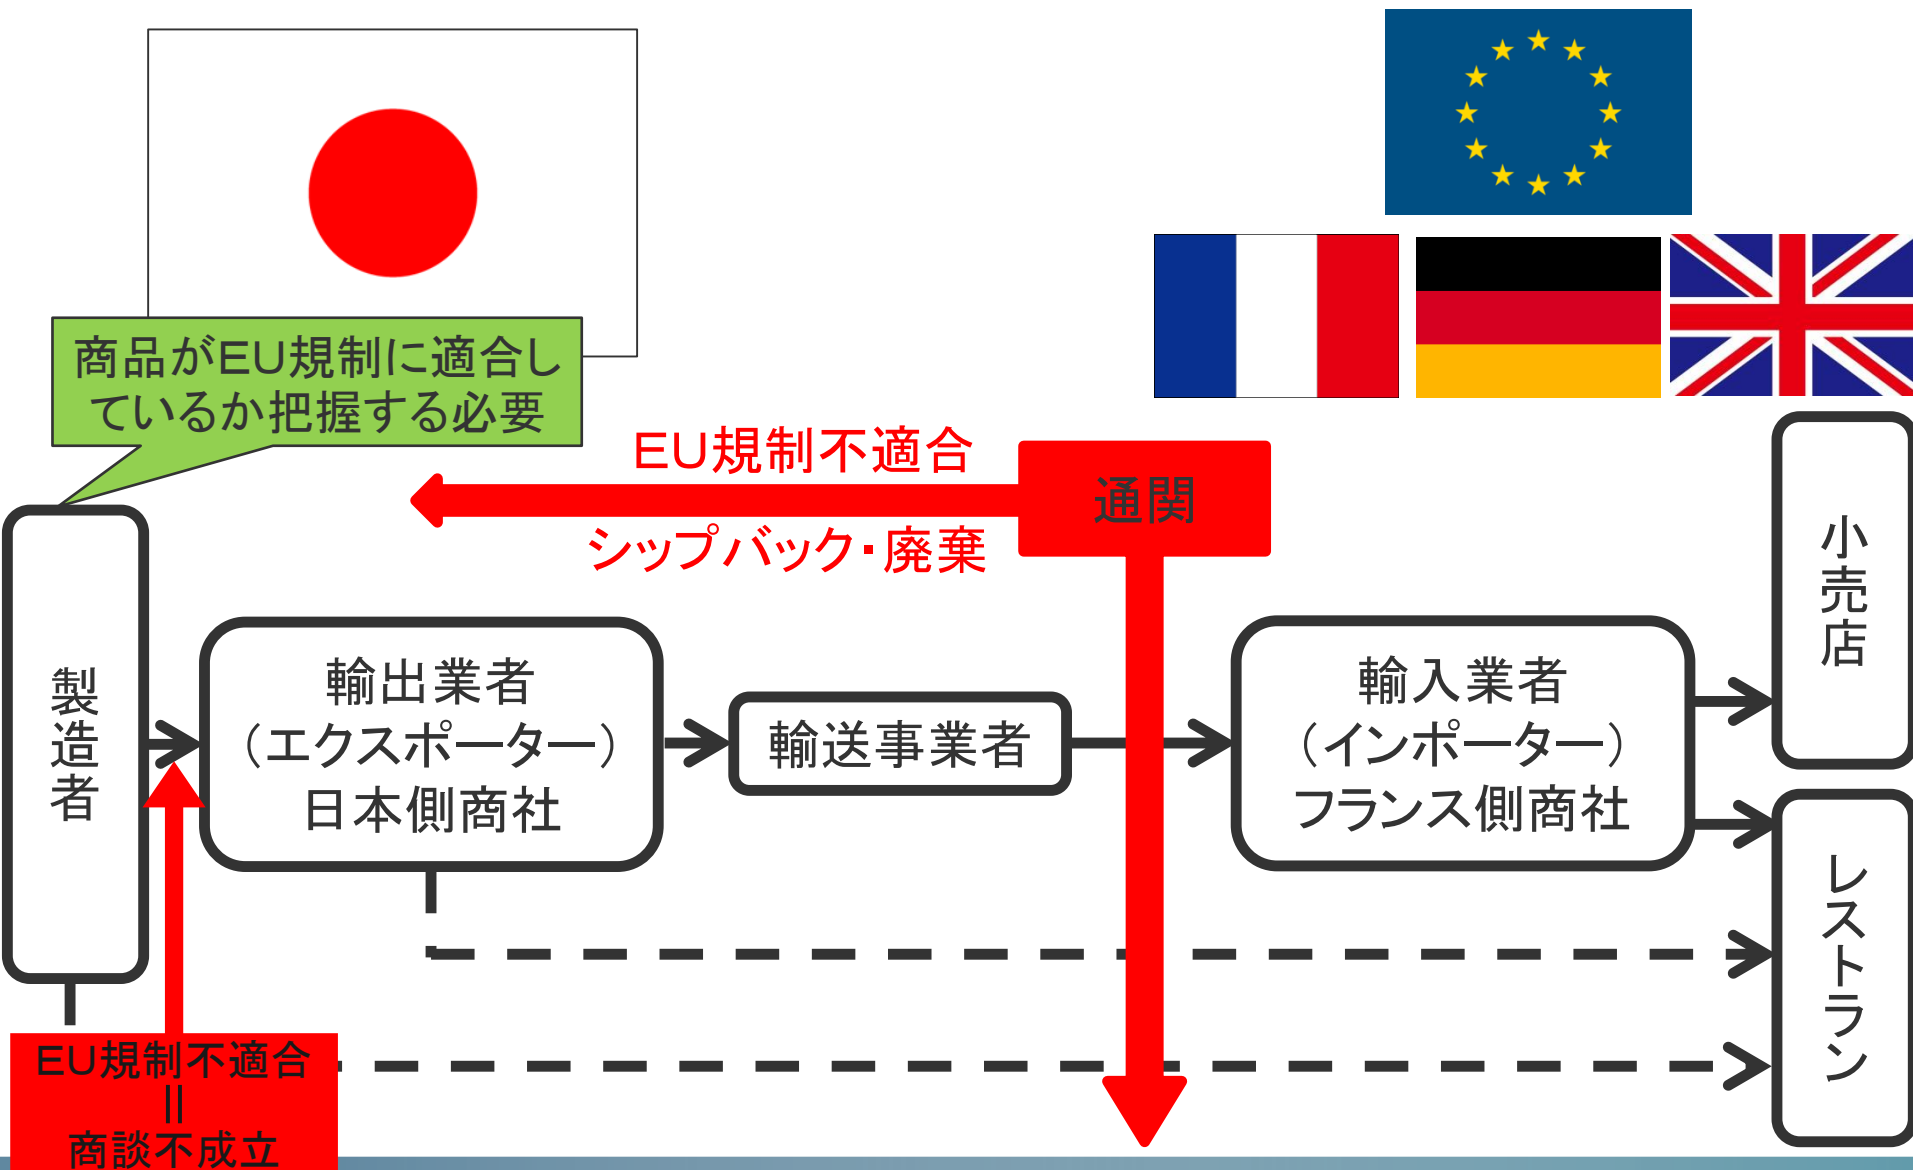 商品がEU規制に適合し
ているか把握する必要
EU規制不適合
シップバック・廃棄
通関
製造者
輸出業者
（エクスポーター）
日本側商社
輸送事業者
輸入業者
（インポーター）
フランス側商社
小売店
レストラン
EU規制不適合
||
商談不成立